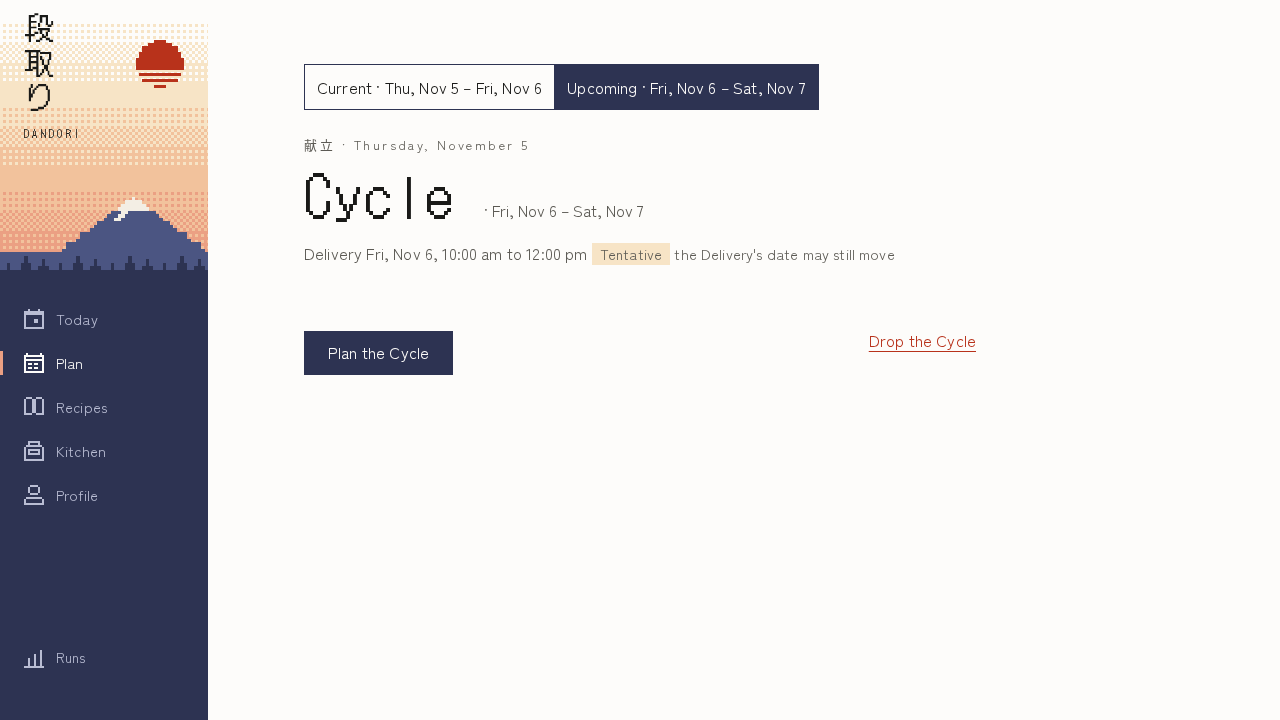 段取り
DANDORI
Today
Plan
Recipes
Kitchen
Profile
Runs
Current · Thu, Nov 5 – Fri, Nov 6
Upcoming · Fri, Nov 6 – Sat, Nov 7
献立 · Thursday, November 5
Cycle · Fri, Nov 6 – Sat, Nov 7
Delivery Fri, Nov 6, 10:00 am to 12:00 pm Tentative the Delivery's date may still move
Plan the Cycle
Drop the Cycle